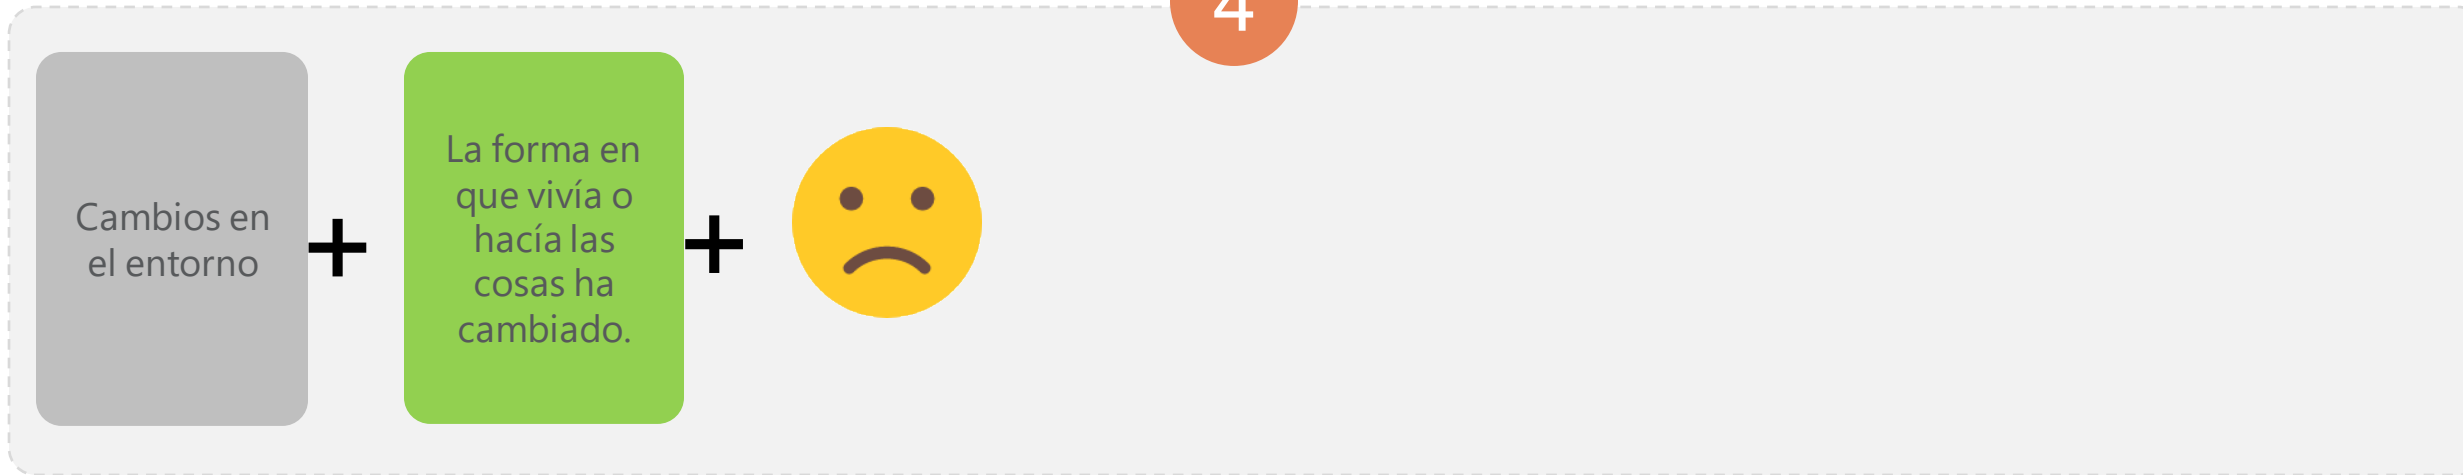 4
Cambios en
el entorno
+
La forma en
que vivía o
hacía las
cosas ha
cambiado.
+